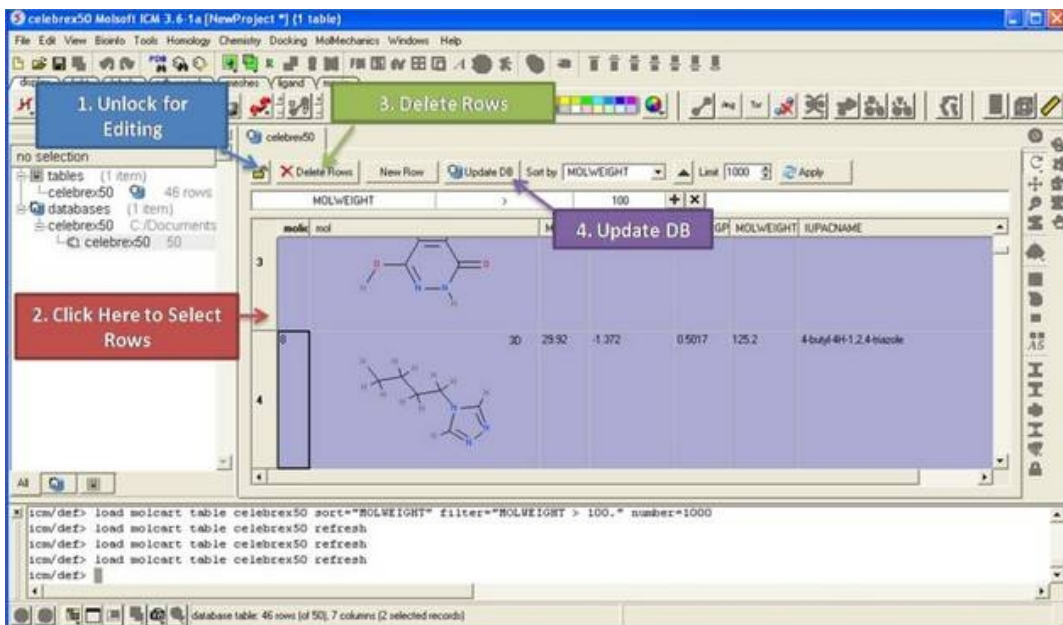 celebrex50 Molsoft ICM 3.6-1a [NewProject *] (1 table)
File Edit View Bioinfo Tools Homology Chemistry Docking MolMechanics Windows Help
1. Unlock for
Editing
3. Delete Rows
celebrex50
no selection
tables (1 item)
celebrex50 46 rows
databases (1 item)
celebrex50 C:/Documents
celebrex50 50
Delete Rows New Row Update DB Sort by MOLWEIGHT Limit 1000 Apply
MOLWEIGHT > 100
4. Update DB
mol MOLWEIGHT IUPACNAME
3
2. Click Here to Select
Rows
8 3D 29.92 -1.372 0.5017 125.2 4-butyl-4H-1,2,4-triazole
4
All
icm/def> load molcart table celebrex50 sort="MOLWEIGHT" filter="MOLWEIGHT > 100." number=1000
icm/def> load molcart table celebrex50 refresh
icm/def> load molcart table celebrex50 refresh
icm/def> load molcart table celebrex50 refresh
icm/def>
database table: 46 rows (of 50), 7 columns (2 selected records)